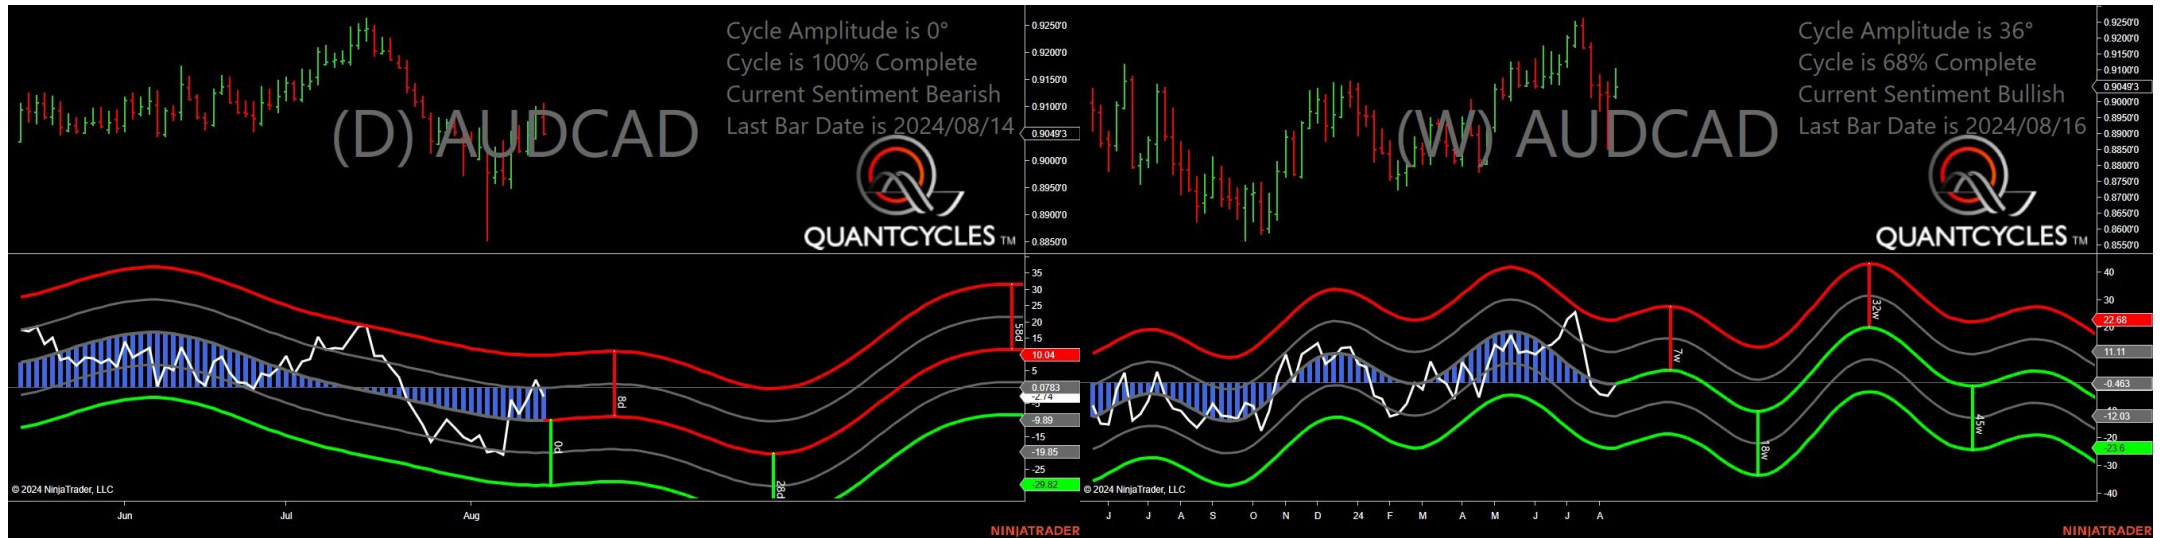 Cycle Amplitude is 0°
Cycle is 100% Complete
Current Sentiment Bearish
Last Bar Date is 2024/08/14
(D) AUDCAD
QUANTCYCLES TM
0.9250'0
0.9200'0
0.9150'0
0.9100'0
0.9049'3
0.9000'0
0.8950'0
0.8900'0
0.8850'0
35
30
25
20
15
10.04
5
0.0783
-2.74
-9.89
-15
-19.85
-25
-29.82
8d
0d
28d
58d
© 2024 NinjaTrader, LLC
Jun Jul Aug
NINJATRADER
Cycle Amplitude is 36°
Cycle is 68% Complete
Current Sentiment Bullish
Last Bar Date is 2024/08/16
(W) AUDCAD
QUANTCYCLES TM
0.9250'0
0.9200'0
0.9150'0
0.9100'0
0.9049'3
0.9000'0
0.8950'0
0.8900'0
0.8850'0
0.8800'0
0.8750'0
0.8700'0
0.8650'0
0.8600'0
0.8550'0
40
30
22.68
20
11.11
-0.463
-12.03
-20
-23.6
-30
-40
7w
18w
32w
45w
© 2024 NinjaTrader, LLC
J J A S O N D 24 F M A M J J A
NINJATRADER